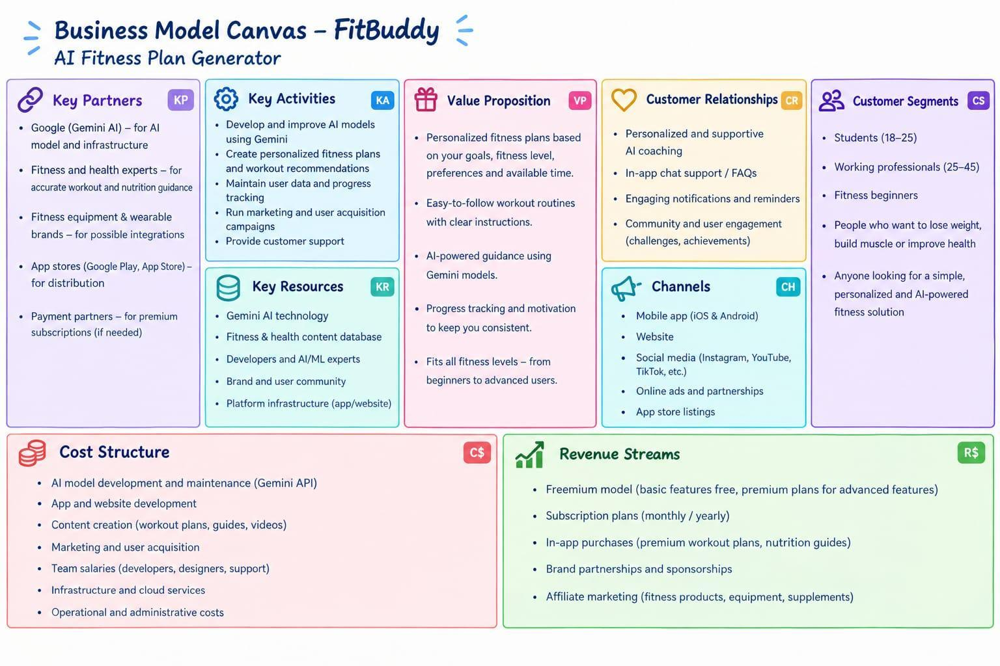 Business Model Canvas – FitBuddy
AI Fitness Plan Generator
Key Partners
KP
• Google (Gemini AI) – for AI
model and infrastructure
• Fitness and health experts – for
accurate workout and nutrition guidance
• Fitness equipment & wearable
brands – for possible integrations
• App stores (Google Play, App Store) –
for distribution
• Payment partners – for premium
subscriptions (if needed)
Key Activities
KA
• Develop and improve AI models
using Gemini
• Create personalized fitness plans
and workout recommendations
• Maintain user data and progress
tracking
• Run marketing and user acquisition
campaigns
• Provide customer support
Key Resources
KR
• Gemini AI technology
• Fitness & health content database
• Developers and AI/ML experts
• Brand and user community
• Platform infrastructure (app/website)
Value Proposition
VP
• Personalized fitness plans based
on your goals, fitness level,
preferences and available time.
• Easy-to-follow workout routines
with clear instructions.
• AI-powered guidance using
Gemini models.
• Progress tracking and motivation
to keep you consistent.
• Fits all fitness levels – from
beginners to advanced users.
Customer Relationships
CR
• Personalized and supportive
AI coaching
• In-app chat support / FAQs
• Engaging notifications and reminders
• Community and user engagement
(challenges, achievements)
Channels
CH
• Mobile app (iOS & Android)
• Website
• Social media (Instagram, YouTube,
TikTok, etc.)
• Online ads and partnerships
• App store listings
Customer Segments
CS
• Students (18–25)
• Working professionals (25–45)
• Fitness beginners
• People who want to lose weight,
build muscle or improve health
• Anyone looking for a simple,
personalized and AI-powered
fitness solution
Cost Structure
C$
• AI model development and maintenance (Gemini API)
• App and website development
• Content creation (workout plans, guides, videos)
• Marketing and user acquisition
• Team salaries (developers, designers, support)
• Infrastructure and cloud services
• Operational and administrative costs
Revenue Streams
R$
• Freemium model (basic features free, premium plans for advanced features)
• Subscription plans (monthly / yearly)
• In-app purchases (premium workout plans, nutrition guides)
• Brand partnerships and sponsorships
• Affiliate marketing (fitness products, equipment, supplements)